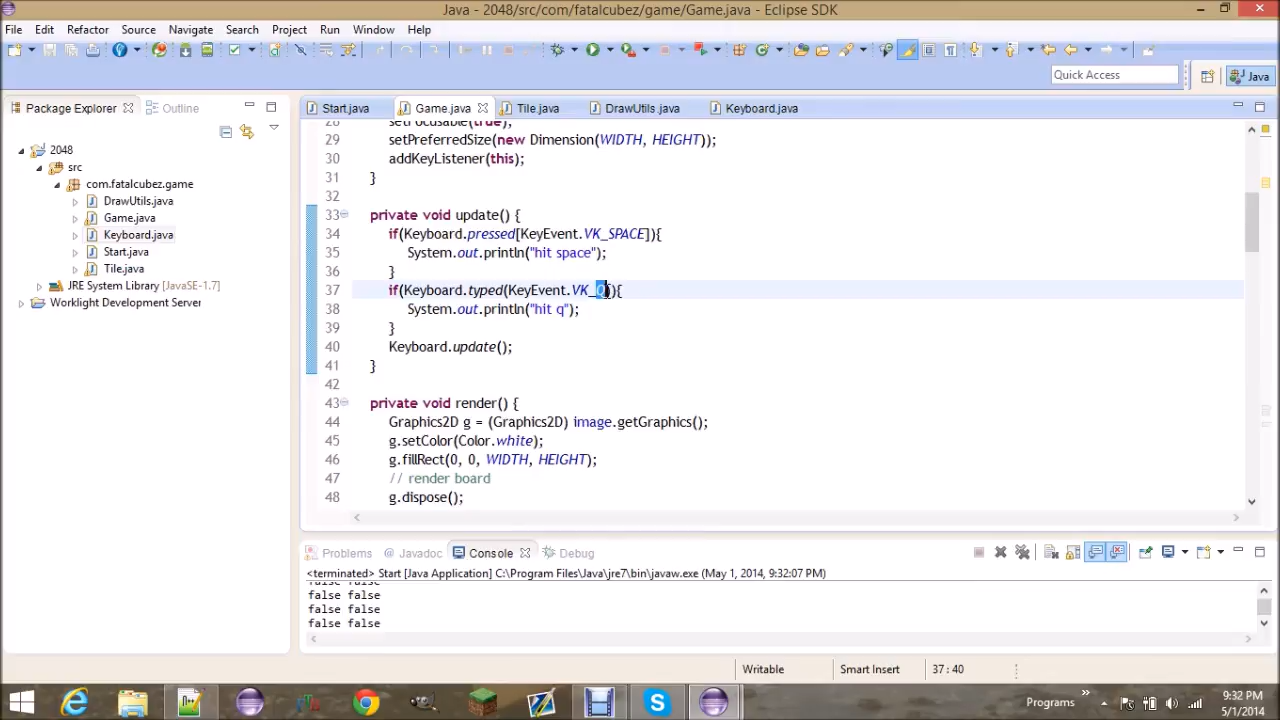 Java - 2048/src/com/fatalcubez/game/Game.java - Eclipse SDK
File Edit Refactor Source Navigate Search Project Run Window Help
Quick Access
Java
Package Explorer Outline
Start.java Game.java Tile.java DrawUtils.java Keyboard.java
2048
src
com.fatalcubez.game
DrawUtils.java
Game.java
Keyboard.java
Start.java
Tile.java
JRE System Library [JavaSE-1.7]
Worklight Development Server
28 setFocusable(true);
29 setPreferredSize(new Dimension(WIDTH, HEIGHT));
30 addKeyListener(this);
31 }
32
33 private void update() {
34 if(Keyboard.pressed[KeyEvent.VK_SPACE]){
35 System.out.println("hit space");
36 }
37 if(Keyboard.typed(KeyEvent.VK_Q)){
38 System.out.println("hit q");
39 }
40 Keyboard.update();
41 }
42
43 private void render() {
44 Graphics2D g = (Graphics2D) image.getGraphics();
45 g.setColor(Color.white);
46 g.fillRect(0, 0, WIDTH, HEIGHT);
47 // render board
48 g.dispose();
Problems Javadoc Console Debug
<terminated> Start [Java Application] C:\Program Files\Java\jre7\bin\javaw.exe (May 1, 2014, 9:32:07 PM)
false false
false false
false false
false false
Writable Smart Insert 37 : 40
Programs
9:32 PM
5/1/2014